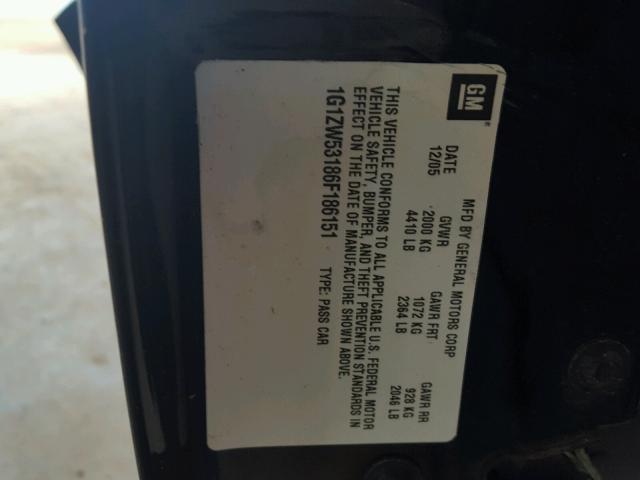 GM
MFD BY GENERAL MOTORS CORP
DATE GVWR GAWR FRT GAWR RR
12/05 2000 KG 1072 KG 928 KG
4410 LB 2364 LB 2046 LB
THIS VEHICLE CONFORMS TO ALL APPLICABLE U.S. FEDERAL MOTOR
VEHICLE SAFETY, BUMPER, AND THEFT PREVENTION STANDARDS IN
EFFECT ON THE DATE OF MANUFACTURE SHOWN ABOVE.
1G1ZW53186F186151 TYPE: PASS CAR